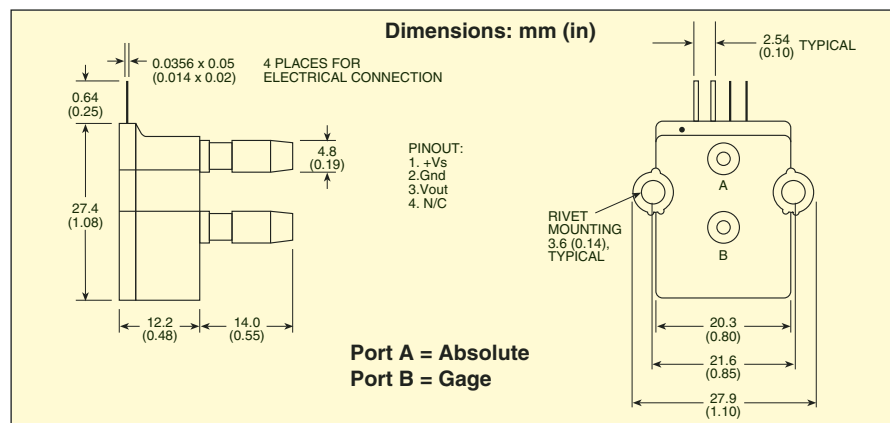 Dimensions: mm (in)
0.0356 x 0.05
(0.014 x 0.02)
4 PLACES FOR
ELECTRICAL CONNECTION
0.64
(0.25)
27.4
(1.08)
4.8
(0.19)
12.2
(0.48)
14.0
(0.55)
PINOUT:
1. +Vs
2.Gnd
3.Vout
4. N/C
Port A = Absolute
Port B = Gage
2.54
(0.10)
TYPICAL
A
B
RIVET
MOUNTING
3.6 (0.14),
TYPICAL
20.3
(0.80)
21.6
(0.85)
27.9
(1.10)